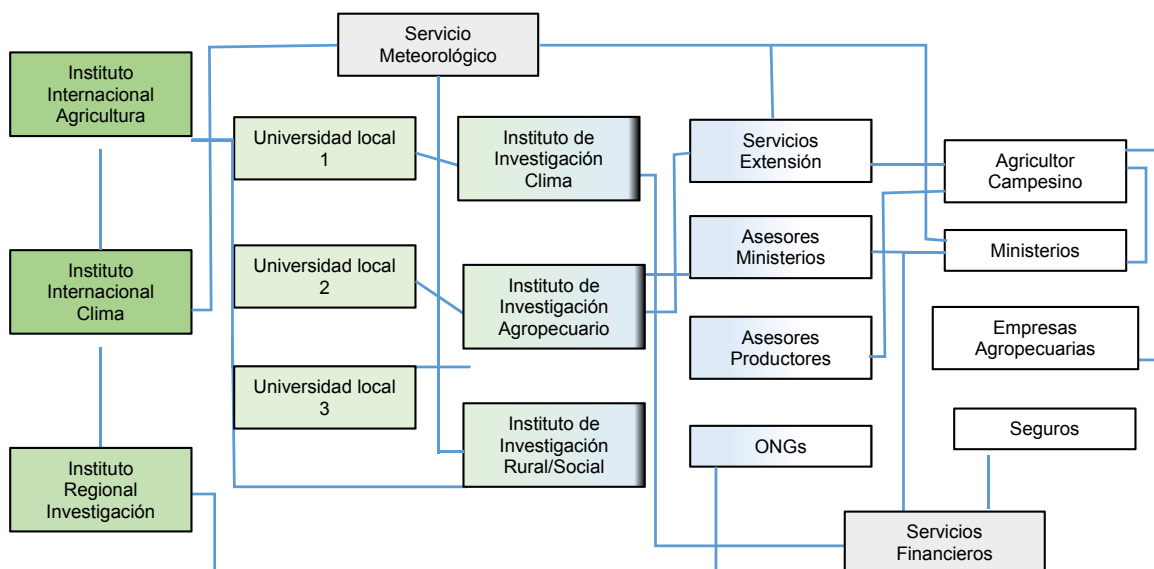 Servicio
Meteorológico
Instituto
Internacional
Agricultura
Instituto
Internacional
Clima
Instituto
Regional
Investigación
Universidad local
1
Universidad local
2
Universidad local
3
Instituto de
Investigación
Clima
Instituto de
Investigación
Agropecuario
Instituto de
Investigación
Rural/Social
Servicios
Extensión
Asesores
Ministerios
Asesores
Productores
ONGs
Agricultor
Campesino
Ministerios
Empresas
Agropecuarias
Seguros
Servicios
Financieros